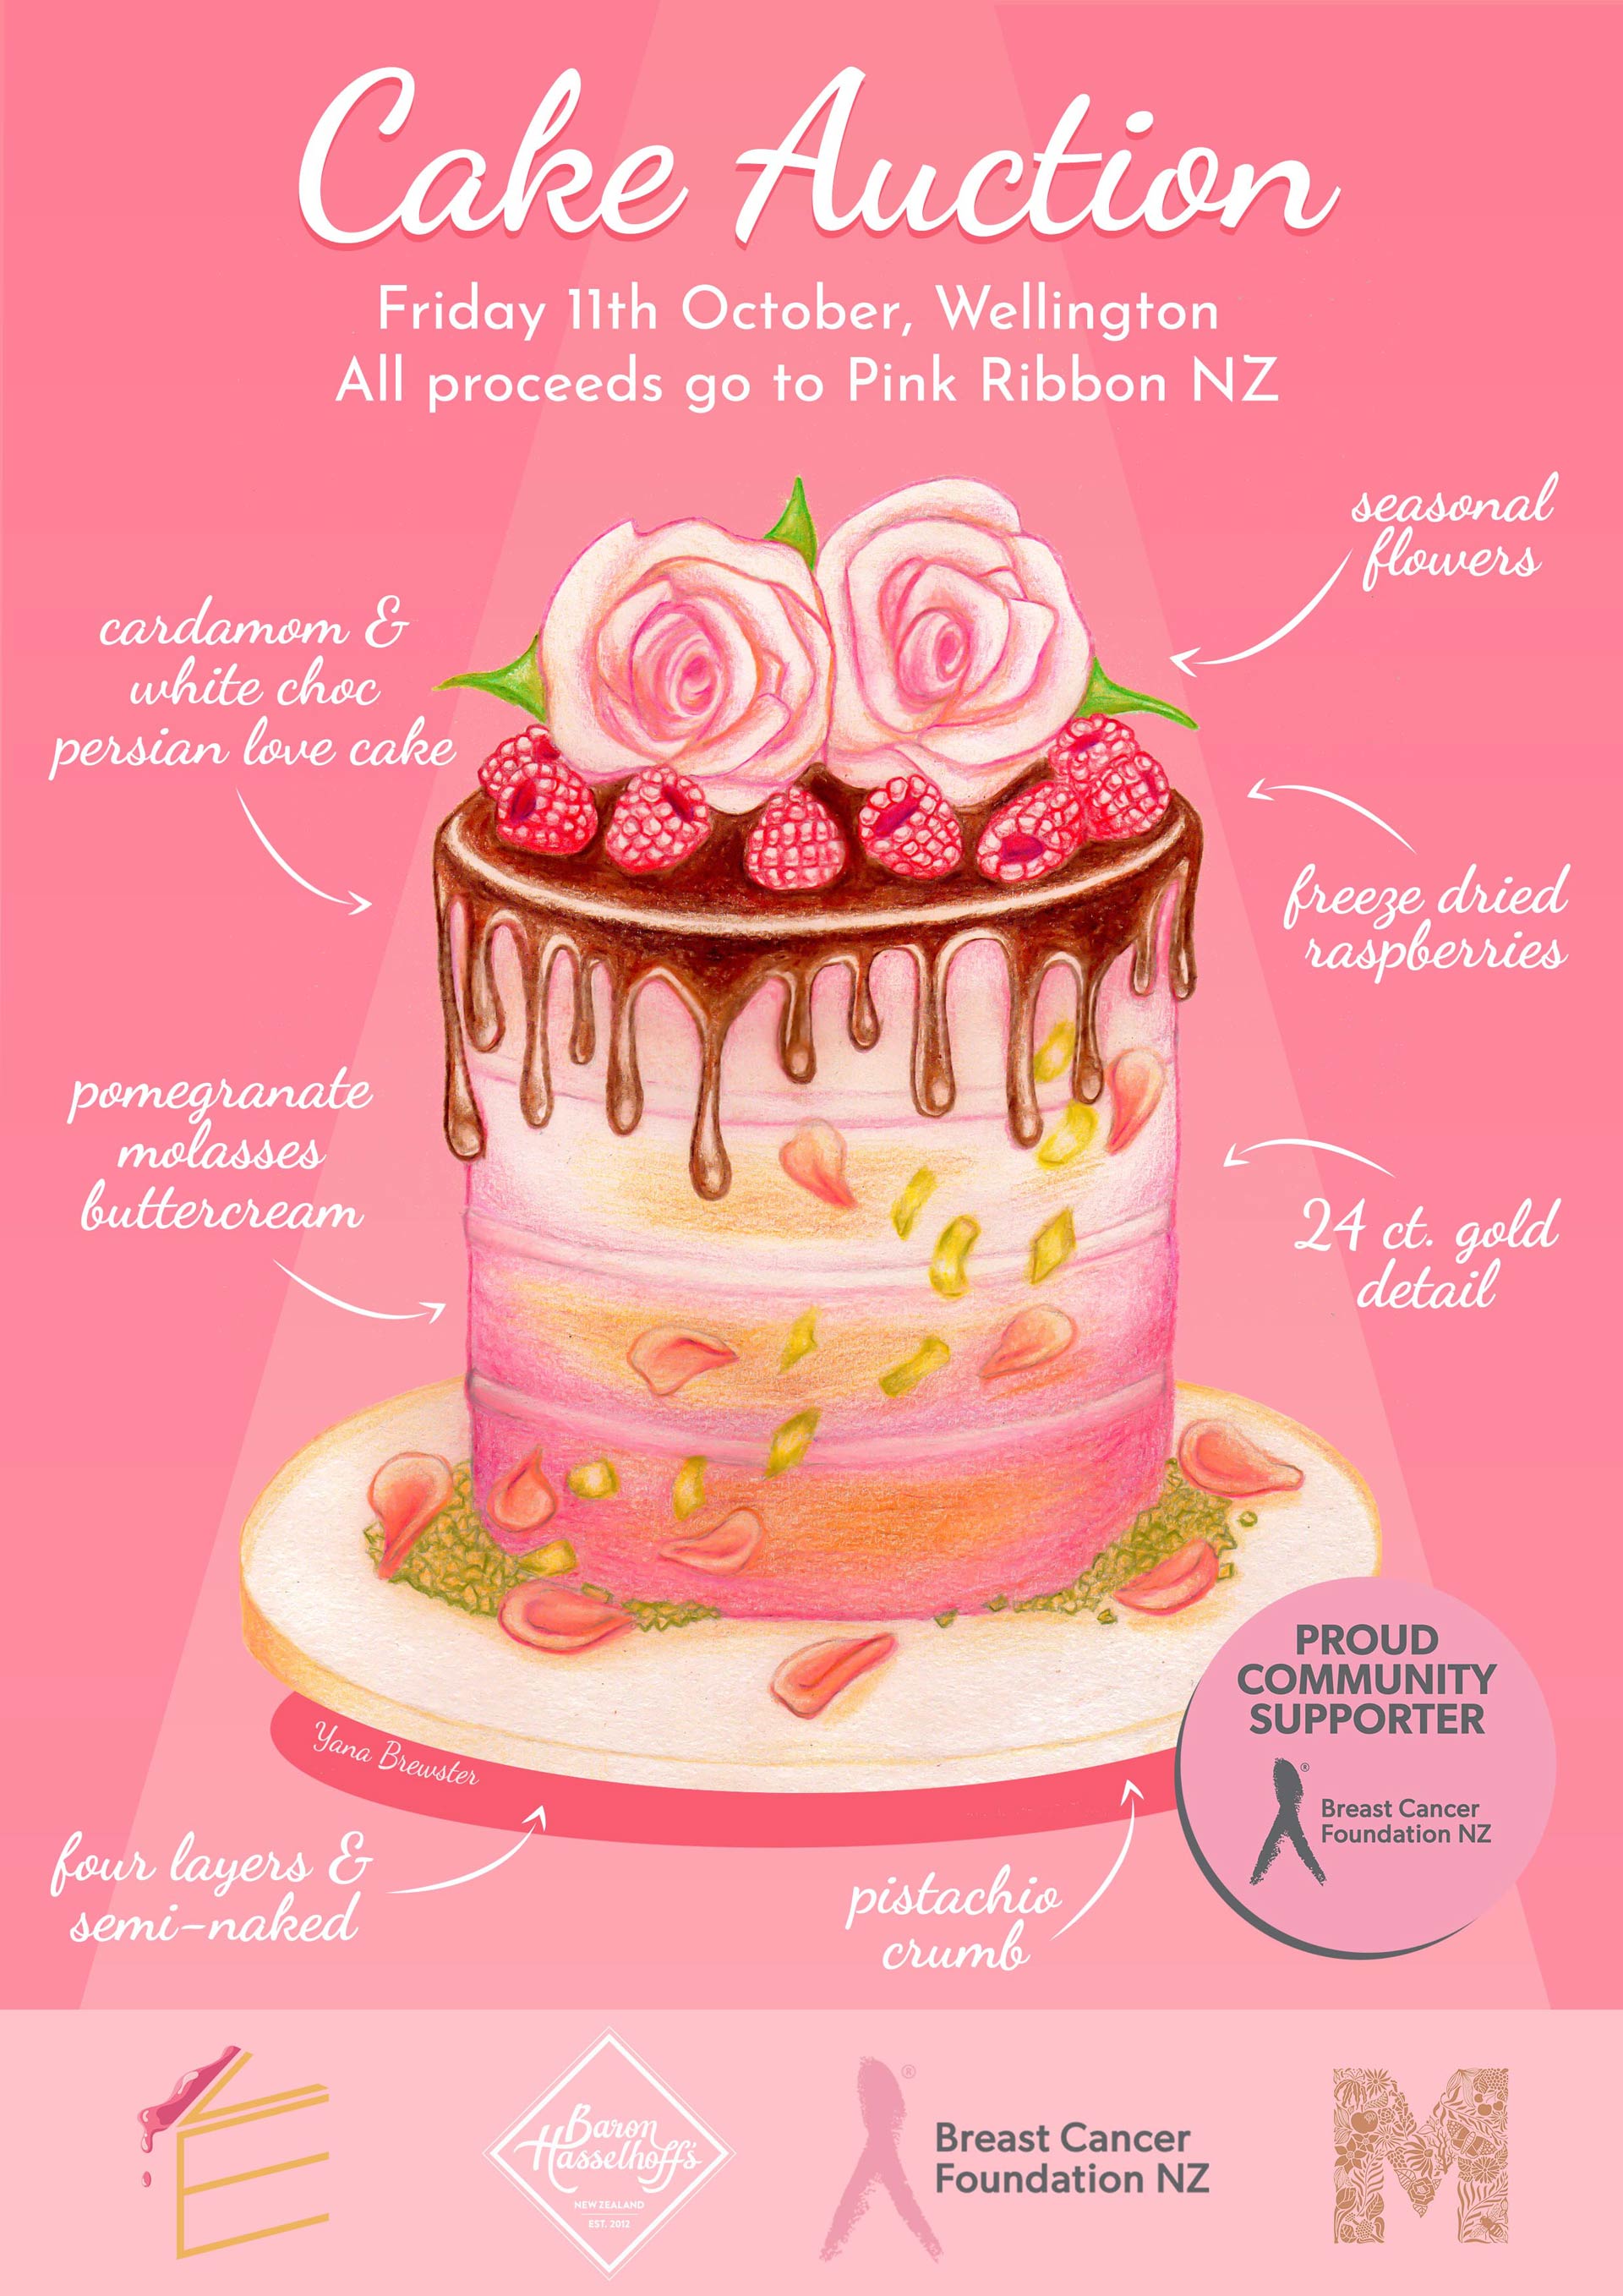 Cake Auction
Friday 11th October, Wellington
All proceeds go to Pink Ribbon NZ
seasonal
flowers
cardamom &
white choc
persian love cake
freeze dried
raspberries
pomegranate
molasses
buttercream
24 ct. gold
detail
PROUD
COMMUNITY
SUPPORTER
®
Breast Cancer
Foundation NZ
Yana Brewster
four layers &
semi-naked
pistachio
crumb
E
Baron
Hasselhoff's
NEW ZEALAND
EST. 2012
®
Breast Cancer
Foundation NZ
M